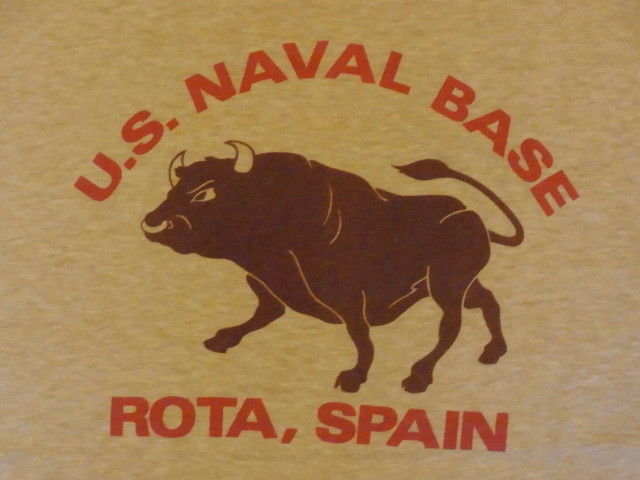 U.S. NAVAL BASE
ROTA, SPAIN